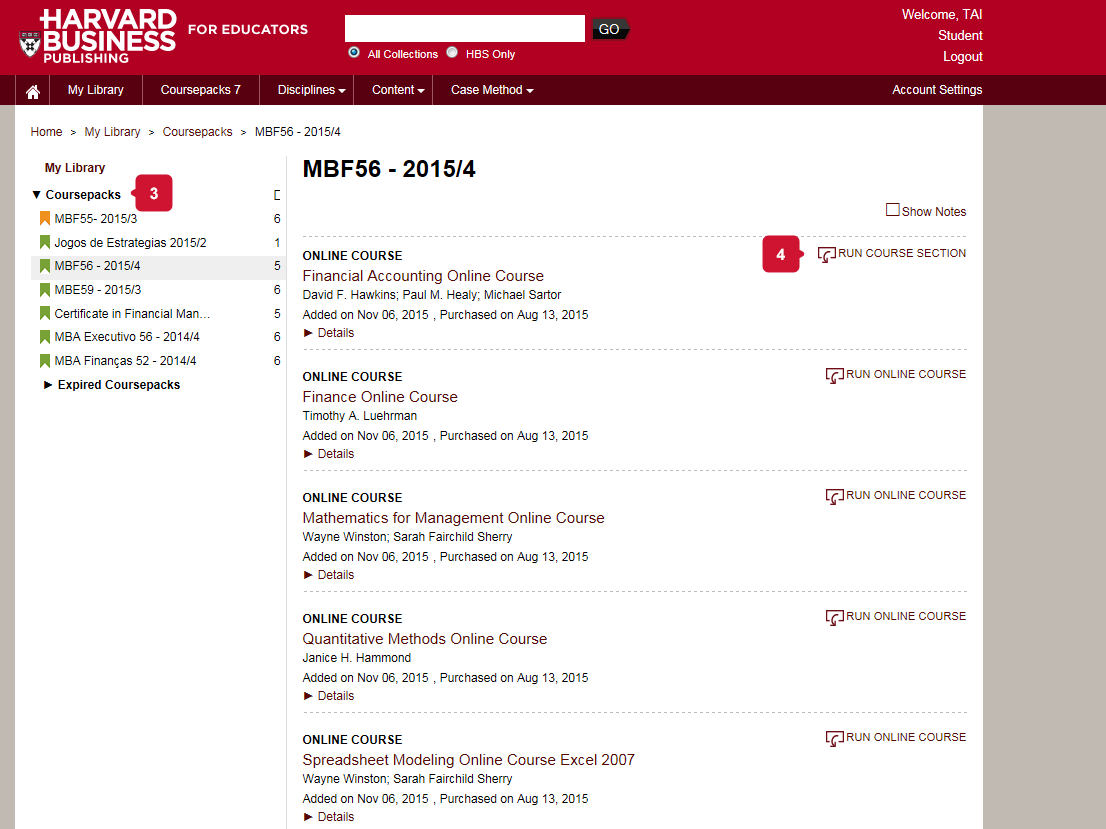 HARVARD
BUSINESS
PUBLISHING
FOR EDUCATORS
GO
All Collections HBS Only
Welcome, TAI
Student
Logout
My Library Coursepacks 7 Disciplines Content Case Method Account Settings
Home > My Library > Coursepacks > MBF56 - 2015/4
My Library
Coursepacks 3
MBF55- 2015/3 6
Jogos de Estrategias 2015/2 1
MBF56 - 2015/4 5
MBE59 - 2015/3 6
Certificate in Financial Man... 5
MBA Executivo 56 - 2014/4 6
MBA Finanças 52 - 2014/4 6
Expired Coursepacks
MBF56 - 2015/4
Show Notes
ONLINE COURSE
4 RUN COURSE SECTION
Financial Accounting Online Course
David F. Hawkins; Paul M. Healy; Michael Sartor
Added on Nov 06, 2015 , Purchased on Aug 13, 2015
Details
ONLINE COURSE
RUN ONLINE COURSE
Finance Online Course
Timothy A. Luehrman
Added on Nov 06, 2015 , Purchased on Aug 13, 2015
Details
ONLINE COURSE
RUN ONLINE COURSE
Mathematics for Management Online Course
Wayne Winston; Sarah Fairchild Sherry
Added on Nov 06, 2015 , Purchased on Aug 13, 2015
Details
ONLINE COURSE
RUN ONLINE COURSE
Quantitative Methods Online Course
Janice H. Hammond
Added on Nov 06, 2015 , Purchased on Aug 13, 2015
Details
ONLINE COURSE
RUN ONLINE COURSE
Spreadsheet Modeling Online Course Excel 2007
Wayne Winston; Sarah Fairchild Sherry
Added on Nov 06, 2015 , Purchased on Aug 13, 2015
Details